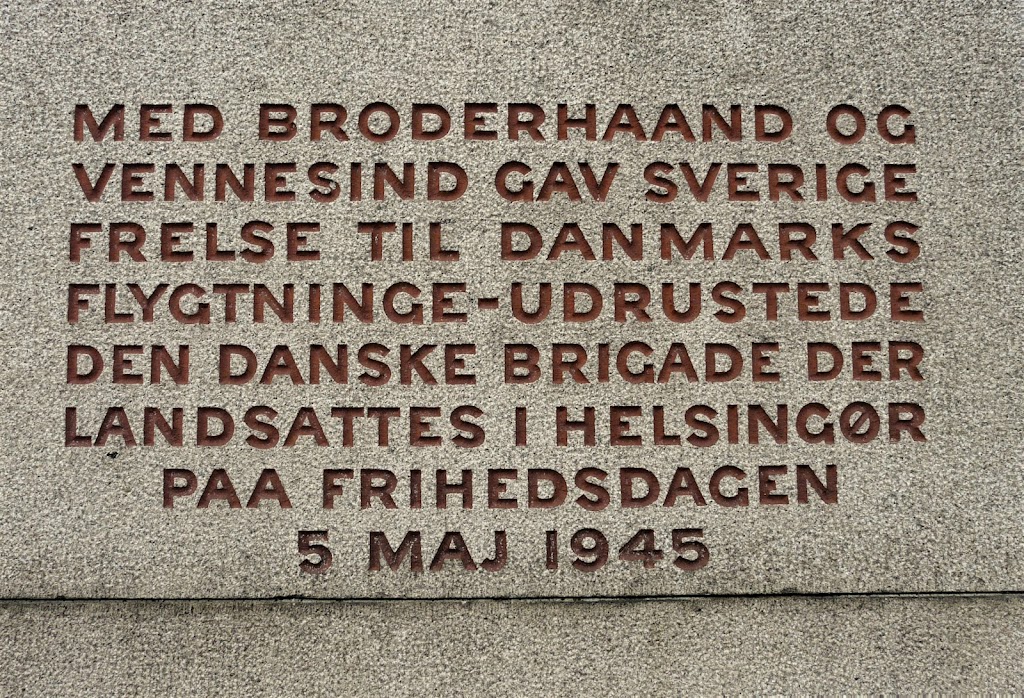 MED BRODERHAAND OG
VENNESIND GAV SVERIGE
FRELSE TIL DANMARKS
FLYGTNINGE-UDRUSTEDE
DEN DANSKE BRIGADE DER
LANDSATTES I HELSINGØR
PAA FRIHEDSDAGEN
5 MAJ 1945